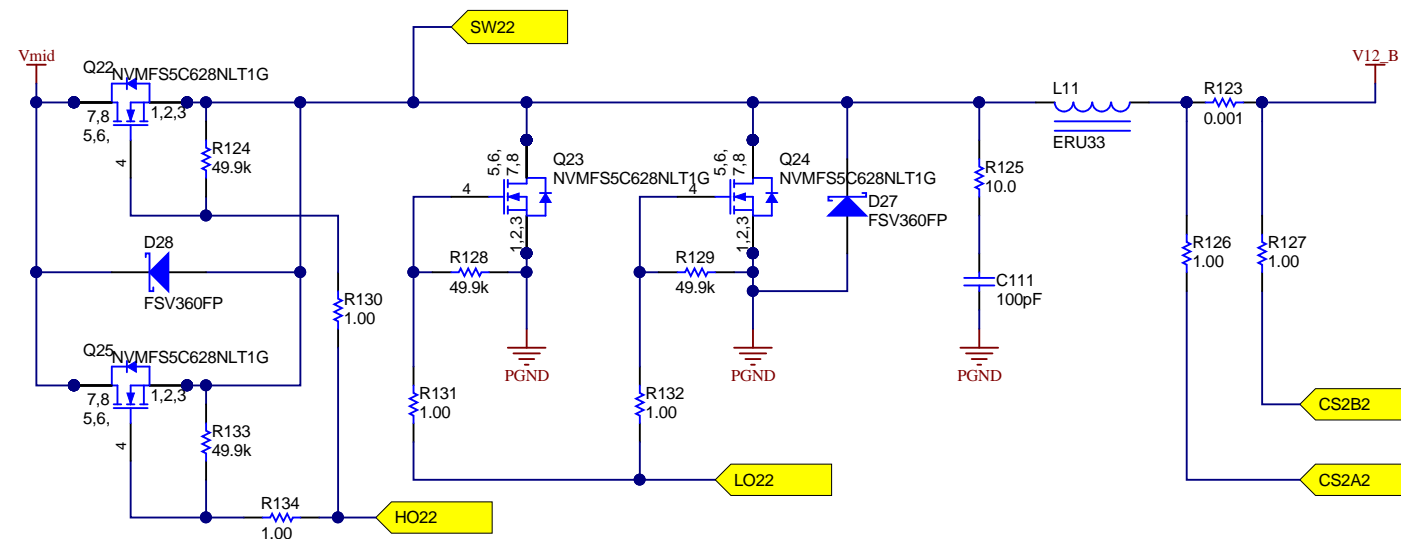 SW22
Vmid
V12_B
Q22
NVMFS5C628NLT1G
L11
R123
0.001
7,8
5,6,
1,2,3
4
R124
49.9k
ERU33
5,6,
7,8
Q23
NVMFS5C628NLT1G
4
1,2,3
5,6,
7,8
Q24
NVMFS5C628NLT1G
4
1,2,3
R125
10.0
D27
FSV360FP
D28
FSV360FP
R128
49.9k
R129
49.9k
R126
1.00
R127
1.00
C111
100pF
R130
1.00
Q25
NVMFS5C628NLT1G
PGND
PGND
PGND
7,8
5,6,
1,2,3
4
R131
1.00
R132
1.00
CS2B2
R133
49.9k
LO22
CS2A2
R134
1.00
HO22